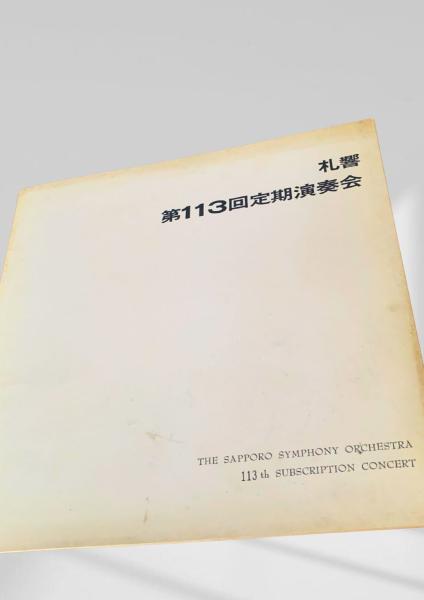 札響
第113回定期演奏会
THE SAPPORO SYMPHONY ORCHESTRA
113 th SUBSCRIPTION CONCERT